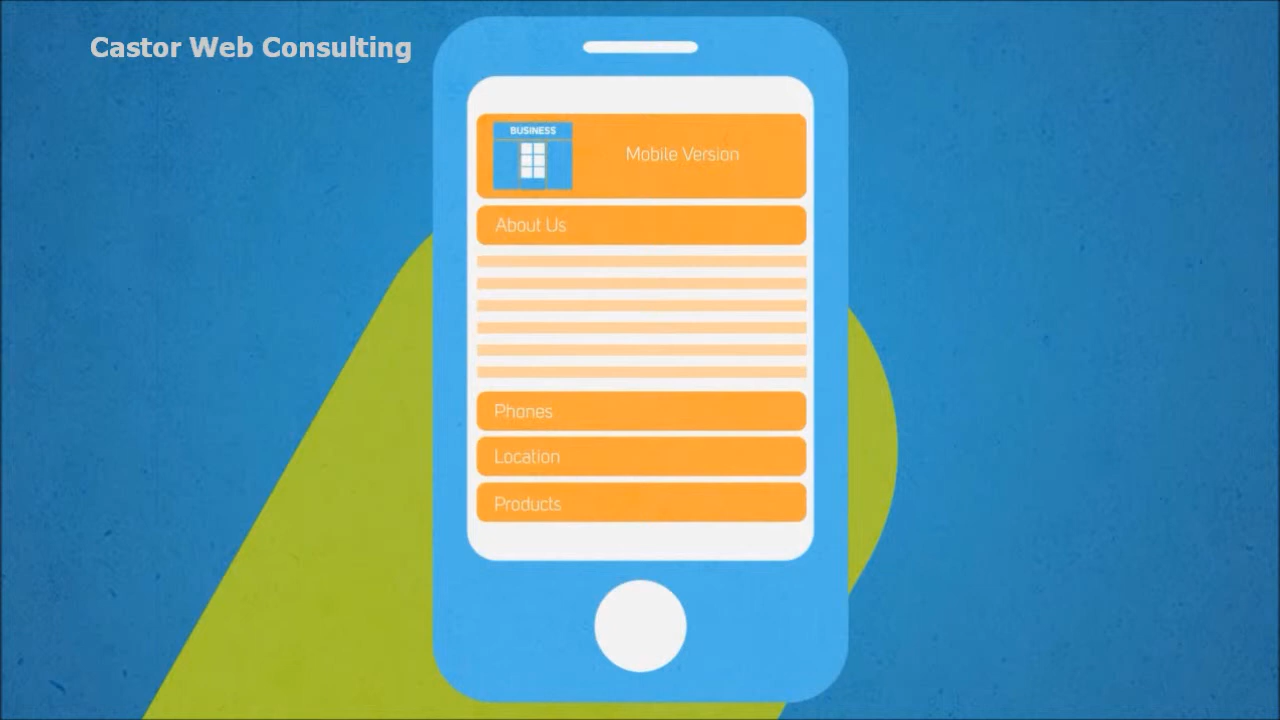 Castor Web Consulting
BUSINESS
Mobile Version
About Us
Phones
Location
Products